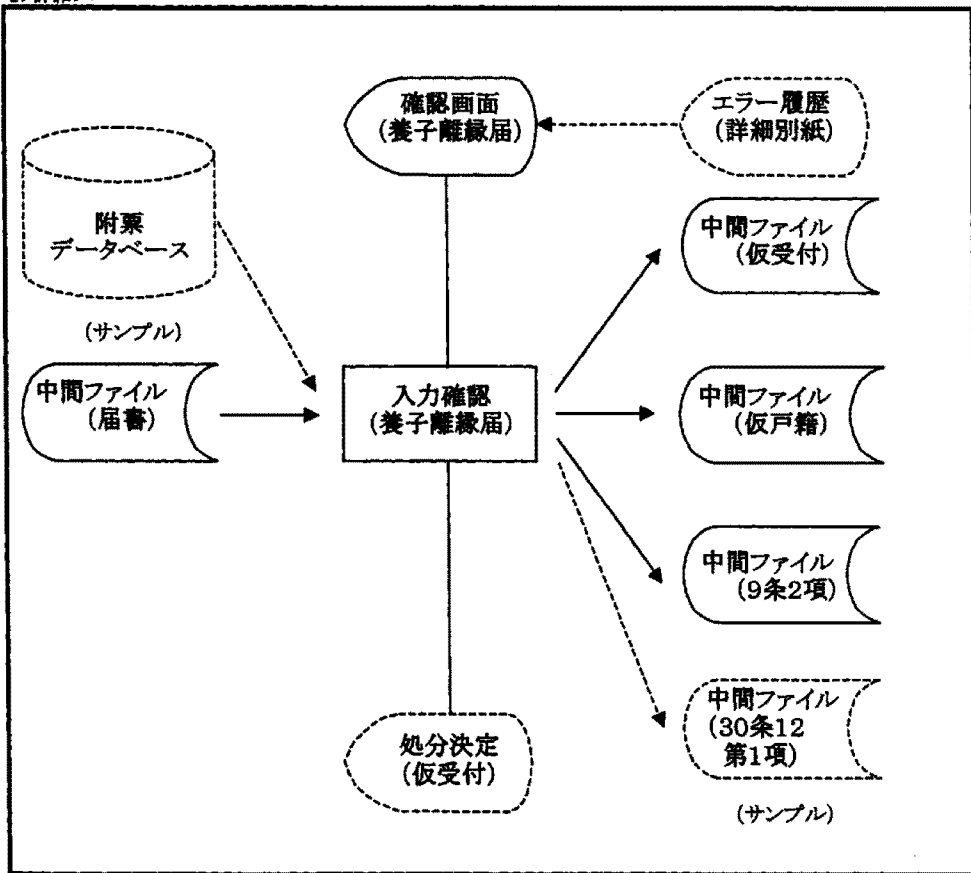 確認画面
(養子離縁届)
エラー履歴
(詳細別紙)
附票
データベース
(サンプル)
中間ファイル
(仮受付)
中間ファイル
(届書)
入力確認
(養子離縁届)
中間ファイル
(仮戸籍)
中間ファイル
(9条2項)
処分決定
(仮受付)
中間ファイル
(30条12
第1項)
(サンプル)